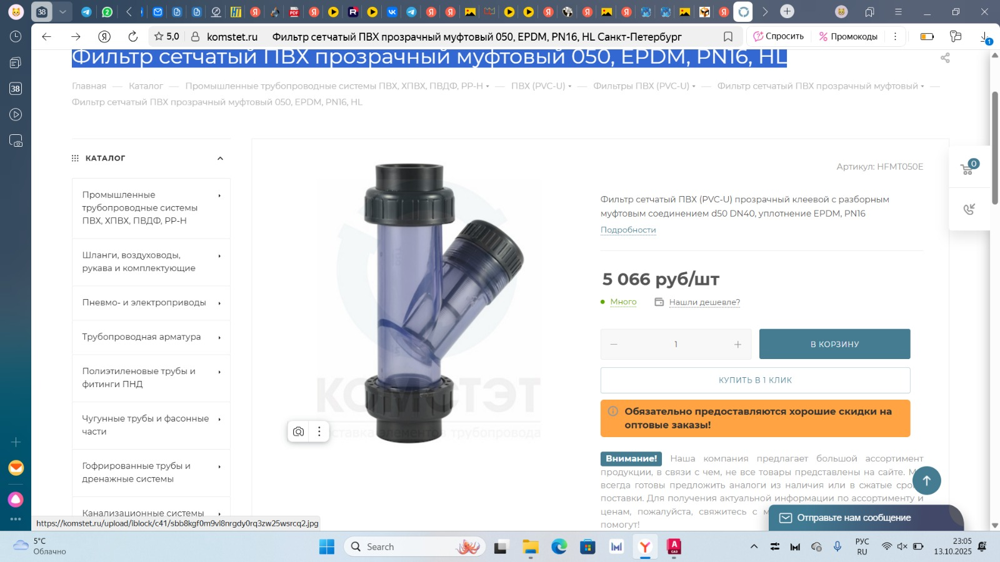 38
5,0
komstet.ru
Фильтр сетчатый ПВХ прозрачный муфтовый 050, EPDM, PN16, HL Санкт-Петербург
Спросить
Промокоды
1
Фильтр сетчатый ПВХ прозрачный муфтовый 050, EPDM, PN16, HL
Главная — Каталог — Промышленные трубопроводные системы ПВХ, ХПВХ, ПВДФ, PP-H — ПВХ (PVC-U) — Фильтры ПВХ (PVC-U) — Фильтр сетчатый ПВХ прозрачный муфтовый —
Фильтр сетчатый ПВХ прозрачный муфтовый 050, EPDM, PN16, HL
38
КАТАЛОГ
Промышленные
трубопроводные системы
ПВХ, ХПВХ, ПВДФ, PP-H
Шланги, воздуховоды,
рукава и комплектующие
Пневмо- и электроприводы
Трубопроводная арматура
Полиэтиленовые трубы и
фитинги ПНД
Чугунные трубы и фасонные
части
Гофрированные трубы и
дренажные системы
Канализационные системы
КОМСТЭТ
оставка элементов трубопровода
Артикул: HFMT050E
Фильтр сетчатый ПВХ (PVC-U) прозрачный клеевой с разборным
муфтовым соединением d50 DN40, уплотнение EPDM, PN16
Подробности
5 066 руб/шт
Много
Нашли дешевле?
1
В КОРЗИНУ
КУПИТЬ В 1 КЛИК
Обязательно предоставляются хорошие скидки на
оптовые заказы!
Внимание! Наша компания предлагает большой ассортимент
продукции, в связи с чем, не все товары представлены на сайте.
всегда готовы предложить аналоги из наличия или в сжатые
поставки. Для получения актуальной информации по ассортименту и
ценам, пожалуйста, свяжитесь с
помогут!
0
Отправьте нам сообщение
https://komstet.ru/upload/iblock/c41/sbb8kgf0m9vl8nrgdy0rq3zw25wsrcq2.jpg
5°C
Облачно
Search
РУС
RU
23:05
13.10.2025